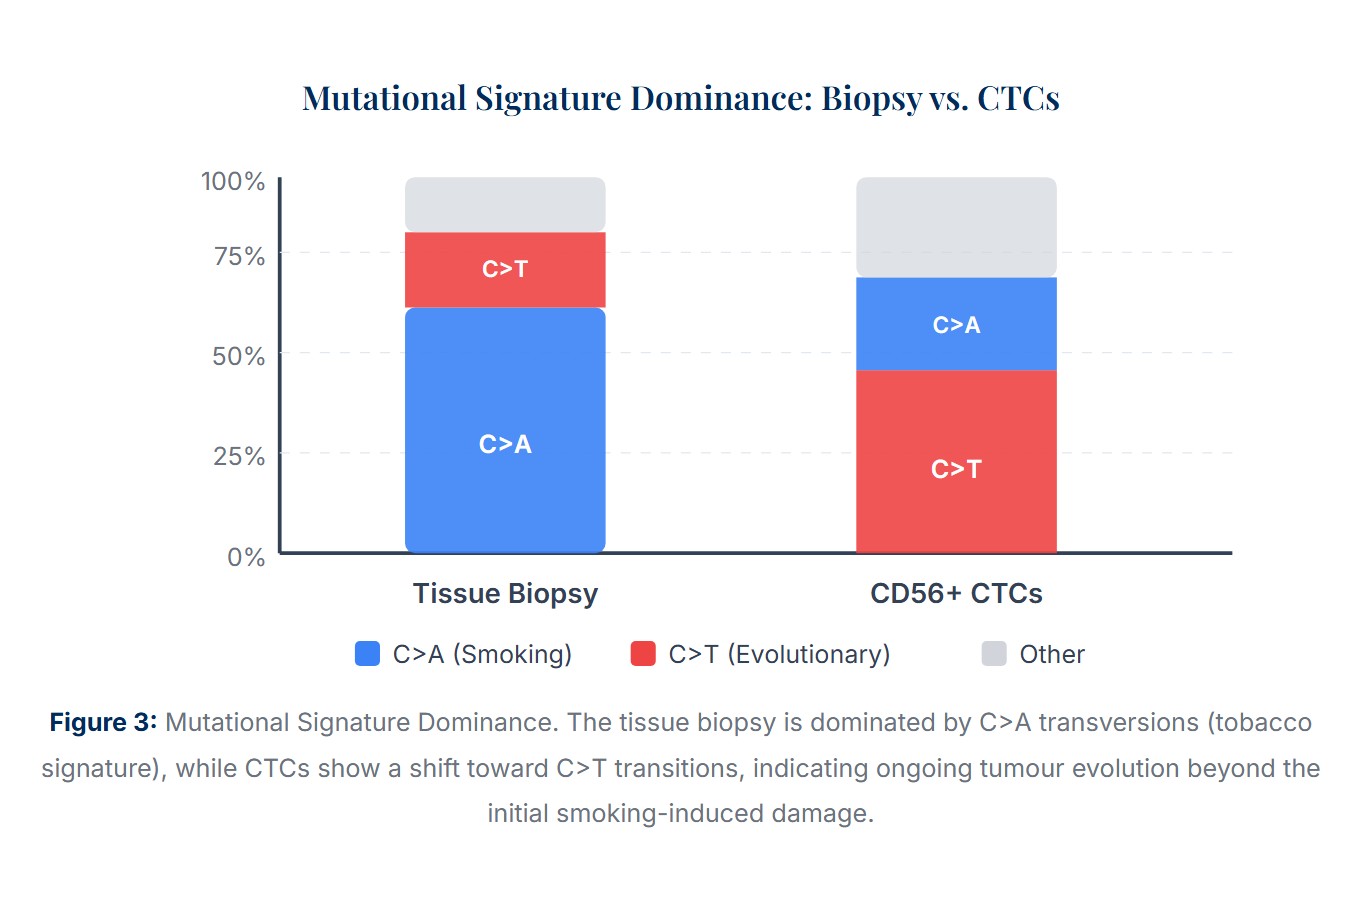 Mutational Signature Dominance: Biopsy vs. CTCs
100%
75%
50%
25%
0%
C>T
C>A
C>A
C>T
Tissue Biopsy
CD56+ CTCs
C>A (Smoking)
C>T (Evolutionary)
Other
Figure 3: Mutational Signature Dominance. The tissue biopsy is dominated by C>A transversions (tobacco
signature), while CTCs show a shift toward C>T transitions, indicating ongoing tumour evolution beyond the
initial smoking-induced damage.